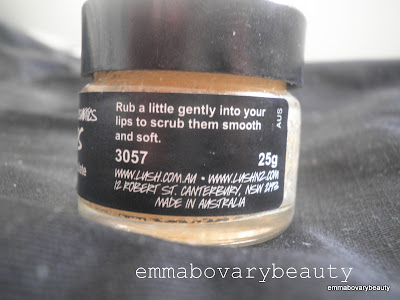 Rub a little gently into your
lips to scrub them smooth
and soft.
AUS
3057 25g
WWW.LUSH.COM.AU • WWW.LUSHNZ.COM
12 ROBERT ST. CANTERBURY, NSW 2192
MADE IN AUSTRALIA
emmabovarybeauty
emmabovarybeauty